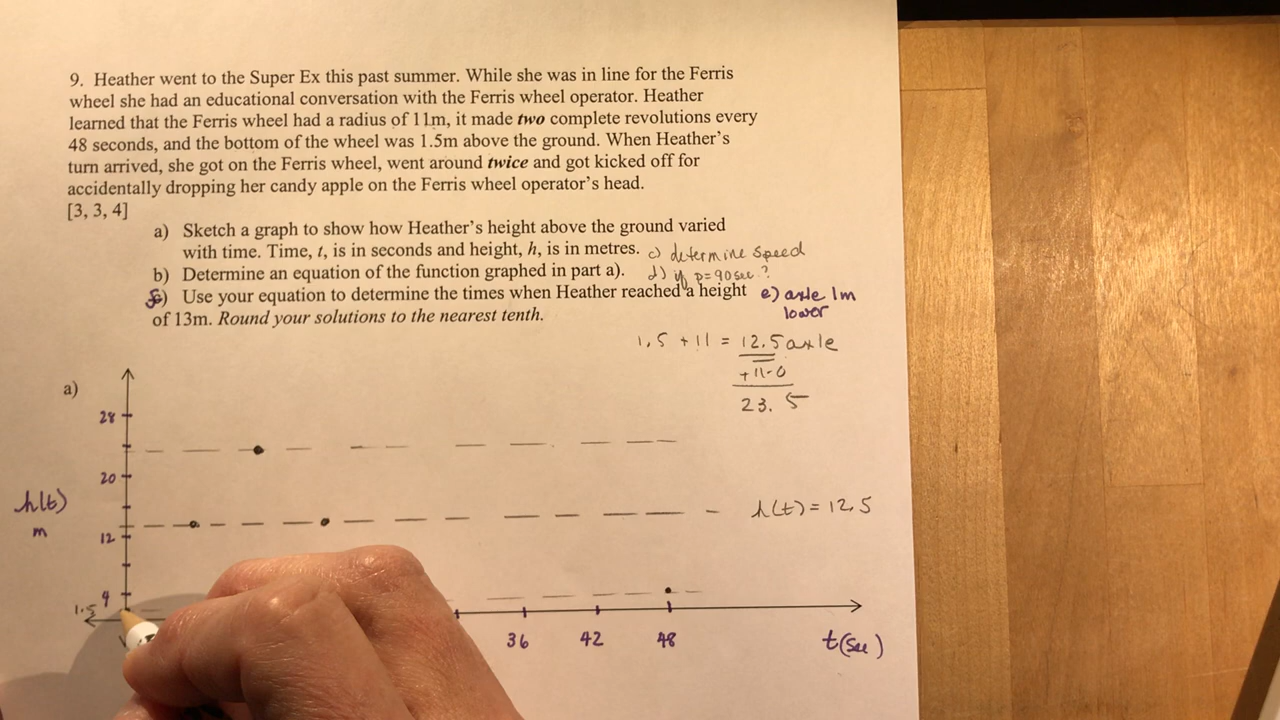 9. Heather went to the Super Ex this past summer. While she was in line for the Ferris
wheel she had an educational conversation with the Ferris wheel operator. Heather
learned that the Ferris wheel had a radius of 11m, it made two complete revolutions every
48 seconds, and the bottom of the wheel was 1.5m above the ground. When Heather's
turn arrived, she got on the Ferris wheel, went around twice and got kicked off for
accidentally dropping her candy apple on the Ferris wheel operator's head.
[3, 3, 4]
a) Sketch a graph to show how Heather's height above the ground varied
with time. Time, t, is in seconds and height, h, is in metres. c) determine speed
b) Determine an equation of the function graphed in part a). d) if p=90sec?
f) Use your equation to determine the times when Heather reached a height e) axle 1m
lower
of 13m. Round your solutions to the nearest tenth.
1.5 + 11 = 12.5 axle
+11.0
23.5
a)
28
20
h(t)
m
h(t) = 12.5
12
4
1.5
36 42 48 t(sec)